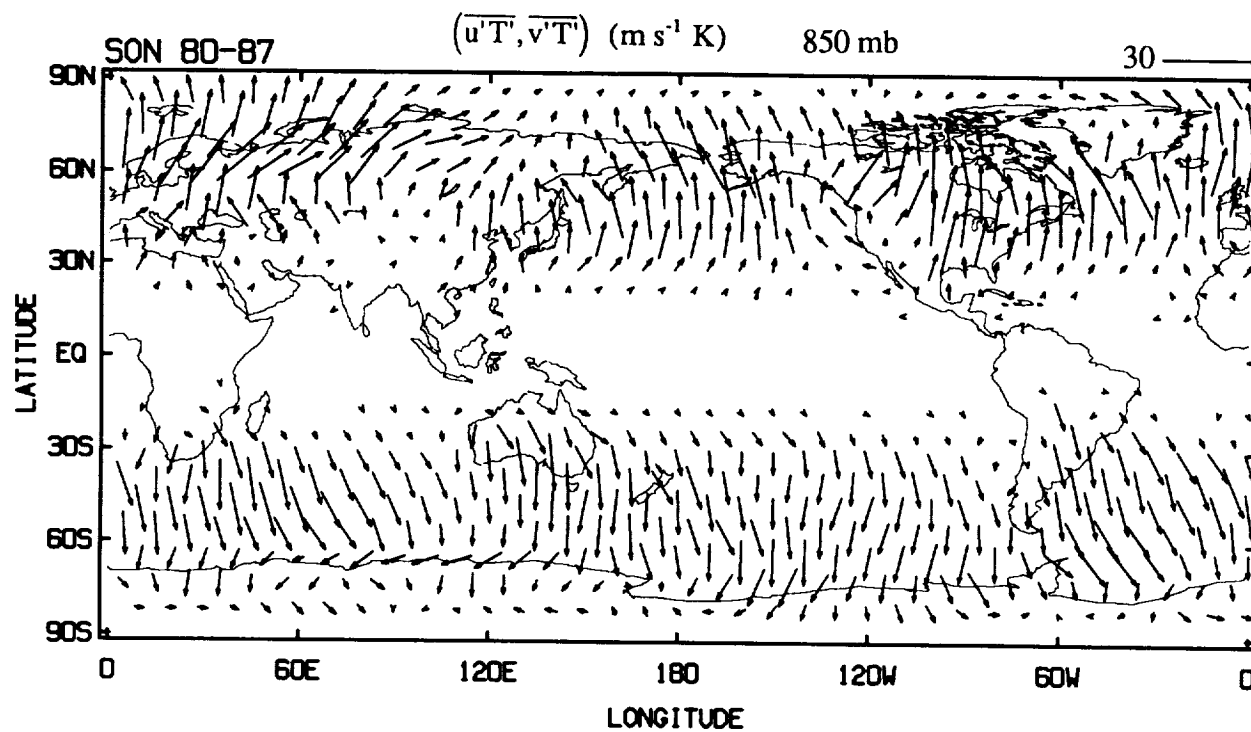 (u'T', v'T') (m s⁻¹ K) 850 mb 30
SON 80-87
90N
60N
30N
EQ
30S
60S
90S
LATITUDE
0 60E 120E 180 120W 60W 0
LONGITUDE